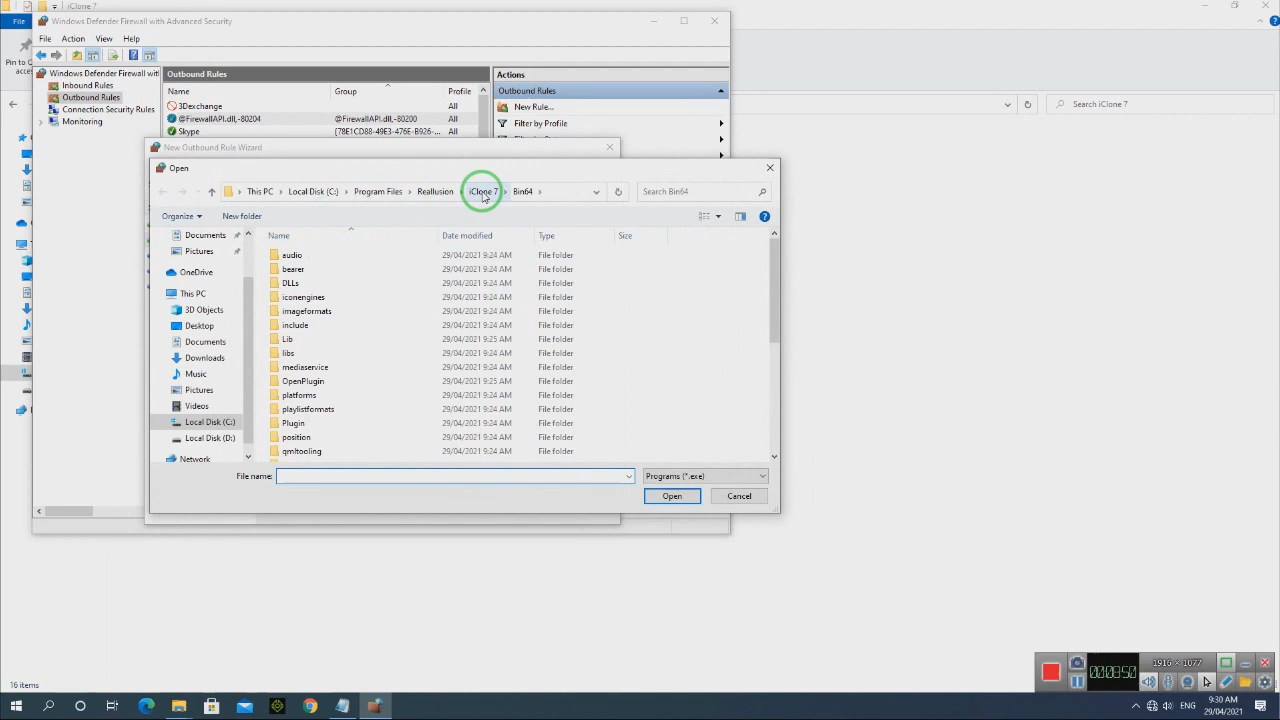 iClone 7
File
Windows Defender Firewall with Advanced Security
File Action View Help
Pin to C
acces
Windows Defender Firewall with
Inbound Rules
Outbound Rules
Connection Security Rules
Monitoring
Outbound Rules
Name Group Profile
3Dexchange All
@FirewallAPI.dll,-80204 @FirewallAPI.dll,-80200 All
Skype {78E1CD88-49E3-476E-B926-... All
Actions
Outbound Rules
New Rule...
Filter by Profile
Search iClone 7
New Outbound Rule Wizard
Open
This PC Local Disk (C:) Program Files Reallusion iClone 7 Bin64
Search Bin64
Organize New folder
Documents
Pictures
OneDrive
This PC
3D Objects
Desktop
Documents
Downloads
Music
Pictures
Videos
Local Disk (C:)
Local Disk (D:)
Network
Name Date modified Type Size
audio 29/04/2021 9:24 AM File folder
bearer 29/04/2021 9:24 AM File folder
DLLs 29/04/2021 9:24 AM File folder
iconengines 29/04/2021 9:24 AM File folder
imageformats 29/04/2021 9:24 AM File folder
include 29/04/2021 9:24 AM File folder
Lib 29/04/2021 9:25 AM File folder
libs 29/04/2021 9:24 AM File folder
mediaservice 29/04/2021 9:24 AM File folder
OpenPlugin 29/04/2021 9:25 AM File folder
platforms 29/04/2021 9:24 AM File folder
playlistformats 29/04/2021 9:24 AM File folder
Plugin 29/04/2021 9:24 AM File folder
position 29/04/2021 9:24 AM File folder
qmltooling 29/04/2021 9:24 AM File folder
File name: Programs (*.exe)
Open Cancel
16 items
1916 × 1077
000850
ENG
9:30 AM
29/04/2021